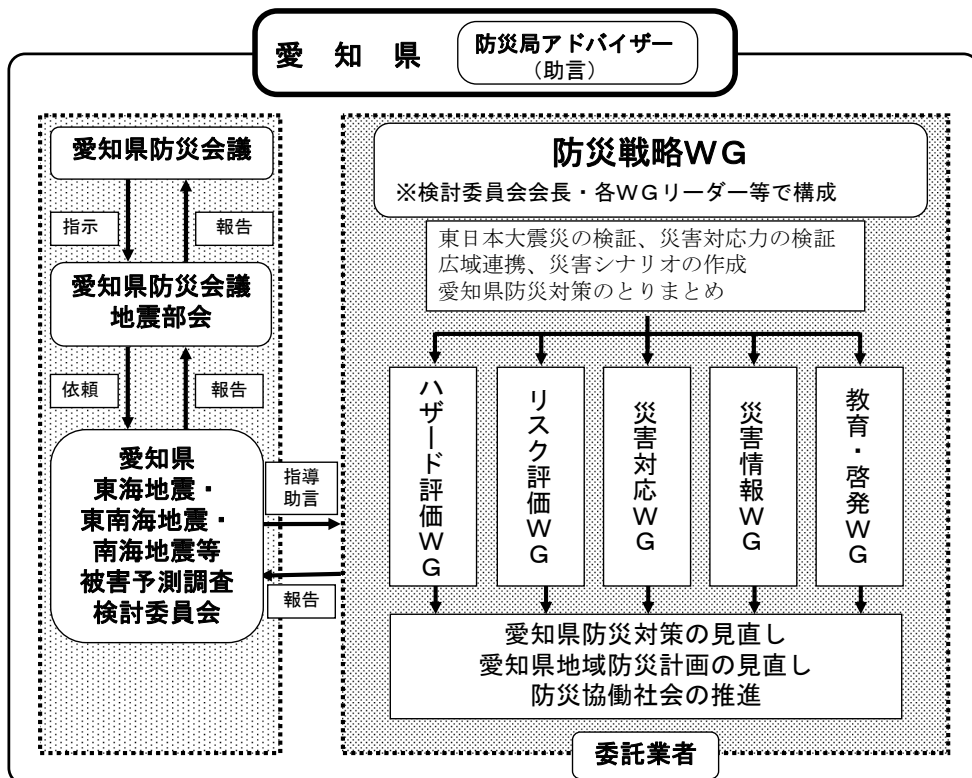 愛知県
防災局アドバイザー
（助言）
愛知県防災会議
指示
報告
愛知県防災会議
地震部会
依頼
報告
愛知県
東海地震・
東南海地震・
南海地震等
被害予測調査
検討委員会
指導
助言
報告
防災戦略ＷＧ
※検討委員会会長・各ＷＧリーダー等で構成
東日本大震災の検証、災害対応力の検証
広域連携、災害シナリオの作成
愛知県防災対策のとりまとめ
ハザード評価ＷＧ
リスク評価ＷＧ
災害対応ＷＧ
災害情報ＷＧ
教育・啓発ＷＧ
愛知県防災対策の見直し
愛知県地域防災計画の見直し
防災協働社会の推進
委託業者